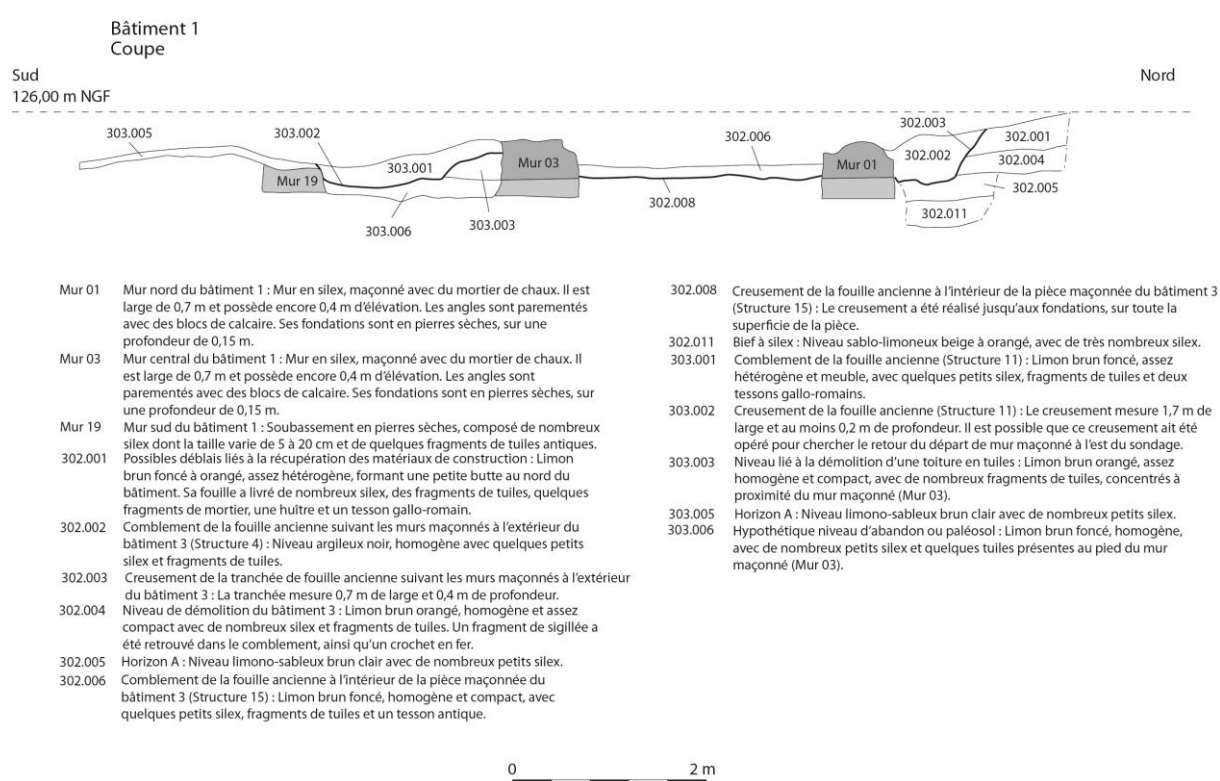 Bâtiment 1
Coupe
Sud
Nord
126,00 m NGF
303.005
303.002
303.001
Mur 03
302.006
302.003
302.001
302.002
302.004
Mur 01
Mur 19
302.005
302.008
302.011
303.003
303.006
Mur 01 Mur nord du bâtiment 1 : Mur en silex, maçonné avec du mortier de chaux. Il est
large de 0,7 m et possède encore 0,4 m d'élévation. Les angles sont parementés
avec des blocs de calcaire. Ses fondations sont en pierres sèches, sur une
profondeur de 0,15 m.
Mur 03 Mur central du bâtiment 1 : Mur en silex, maçonné avec du mortier de chaux. Il
est large de 0,7 m et possède encore 0,4 m d'élévation. Les angles sont
parementés avec des blocs de calcaire. Ses fondations sont en pierres sèches, sur
une profondeur de 0,15 m.
Mur 19 Mur sud du bâtiment 1 : Soubassement en pierres sèches, composé de nombreux
silex dont la taille varie de 5 à 20 cm et de quelques fragments de tuiles antiques.
302.001 Possibles déblais liés à la récupération des matériaux de construction : Limon
brun foncé à orangé, assez hétérogène, formant une petite butte au nord du
bâtiment. Sa fouille a livré de nombreux silex, des fragments de tuiles, quelques
fragments de mortier, une huître et un tesson gallo-romain.
302.002 Comblement de la fouille ancienne suivant les murs maçonnés à l'extérieur du
bâtiment 3 (Structure 4) : Niveau argileux noir, homogène avec quelques petits
silex et fragments de tuiles.
302.003 Creusement de la tranchée de fouille ancienne suivant les murs maçonnés à l'extérieur
du bâtiment 3 : La tranchée mesure 0,7 m de large et 0,4 m de profondeur.
302.004 Niveau de démolition du bâtiment 3 : Limon brun orangé, homogène et assez
compact avec de nombreux silex et fragments de tuiles. Un fragment de sigillée a
été retrouvé dans le comblement, ainsi qu'un crochet en fer.
302.005 Horizon A : Niveau limono-sableux brun clair avec de nombreux petits silex.
302.006 Comblement de la fouille ancienne à l'intérieur de la pièce maçonnée du
bâtiment 3 (Structure 15) : Limon brun foncé, homogène et compact, avec
quelques petits silex, fragments de tuiles et un tesson antique.
302.008 Creusement de la fouille ancienne à l'intérieur de la pièce maçonnée du bâtiment 3
(Structure 15) : Le creusement a été réalisé jusqu'aux fondations, sur toute la
superficie de la pièce.
302.011 Bief à silex : Niveau sablo-limoneux beige à orangé, avec de très nombreux silex.
303.001 Comblement de la fouille ancienne (Structure 11) : Limon brun foncé, assez
hétérogène et meuble, avec quelques petits silex, fragments de tuiles et deux
tessons gallo-romains.
303.002 Creusement de la fouille ancienne (Structure 11) : Le creusement mesure 1,7 m de
large et au moins 0,2 m de profondeur. Il est possible que ce creusement ait été
opéré pour chercher le retour du départ de mur maçonné à l'est du sondage.
303.003 Niveau lié à la démolition d'une toiture en tuiles : Limon brun orangé, assez
homogène et compact, avec de nombreux fragments de tuiles, concentrés à
proximité du mur maçonné (Mur 03).
303.005 Horizon A : Niveau limono-sableux brun clair avec de nombreux petits silex.
303.006 Hypothétique niveau d'abandon ou paléosol : Limon brun foncé, homogène,
avec de nombreux petits silex et quelques tuiles présentes au pied du mur
maçonné (Mur 03).
0 2 m